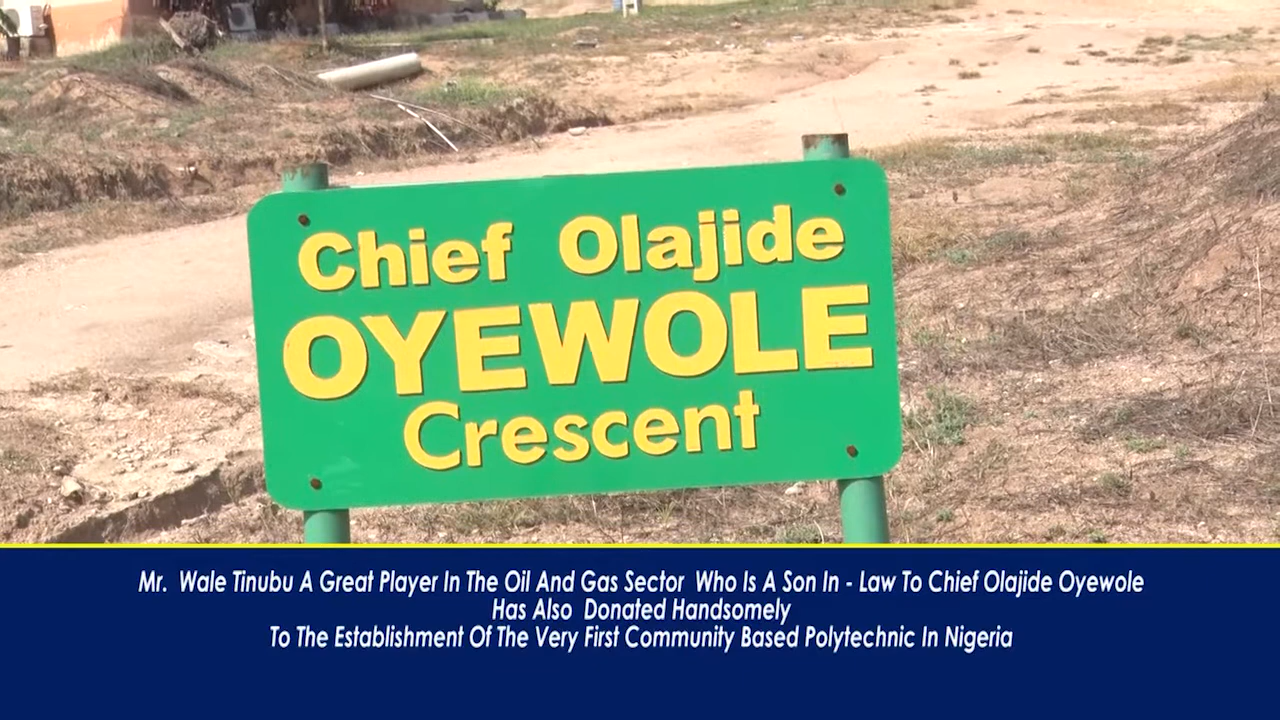 Chief Olajide
OYEWOLE
Crescent
Mr. Wale Tinubu A Great Player In The Oil And Gas Sector Who Is A Son In - Law To Chief Olajide Oyewole
Has Also Donated Handsomely
To The Establishment Of The Very First Community Based Polytechnic In Nigeria